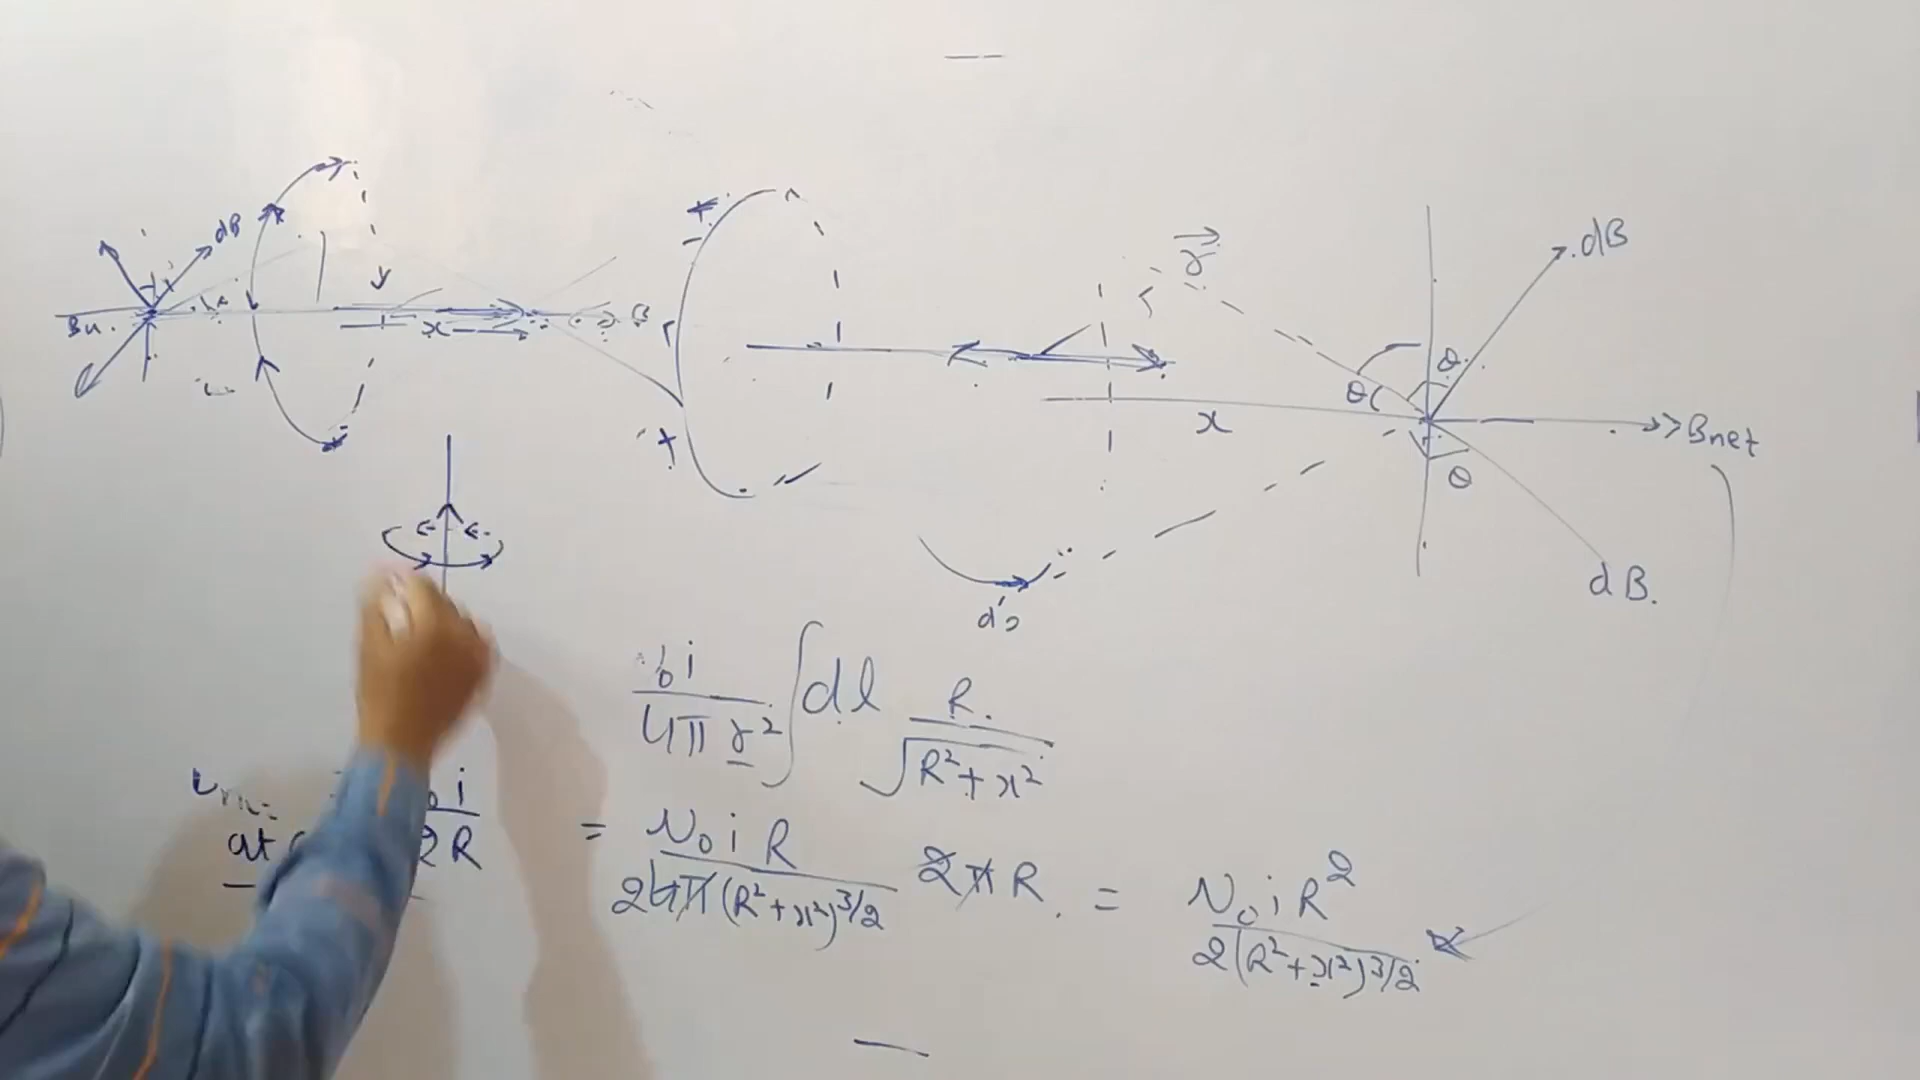 dB
x
B
r
x
dB
θ
θ
Bnet
θ
dB.
i
4π r² ∫ dl R / √R²+x²
at
i
2R
= μ₀ i R / 2 4π (R²+x²)^3/2 2π R. = μ₀ i R² / 2(R²+x²)^3/2